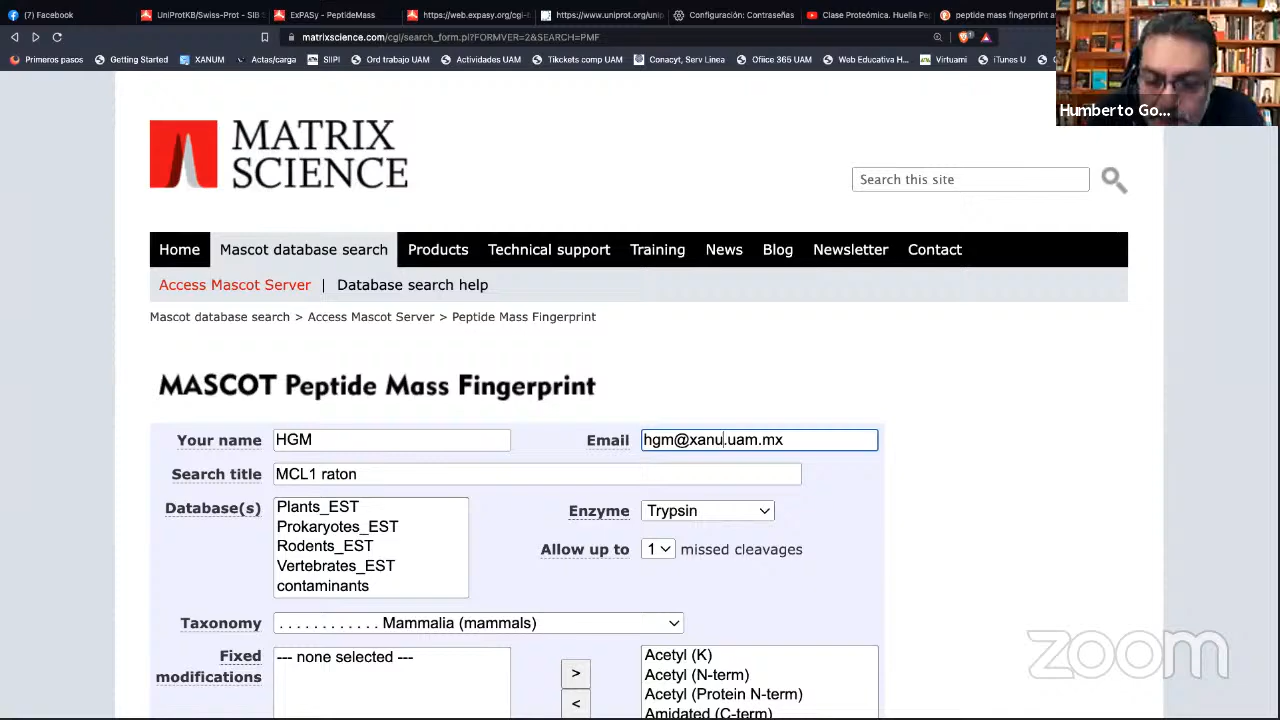 (2) Facebook
UniProtKB/Swiss-Prot - SIB S
ExPASy - PeptideMass
https://web.expasy.org/cgi-b
https://www.uniprot.org/unip
Configuración: Contraseñas
Clase Proteómica. Huella Pe
peptide mass fingerprint a
matrixscience.com/cgi/search_form.pl?FORMVER=2&SEARCH=PMF
Primeros pasos
Getting Started
XANUM
Actas/carga
SIIPI
Ord trabajo UAM
Actividades UAM
Tikckets comp UAM
Conacyt, Serv Linea
Office 365 UAM
Web Educativa H...
Virtuami
iTunes U
Humberto Go...
MATRIX
SCIENCE
Search this site
Home Mascot database search Products Technical support Training News Blog Newsletter Contact
Access Mascot Server | Database search help
Mascot database search > Access Mascot Server > Peptide Mass Fingerprint
MASCOT Peptide Mass Fingerprint
Your name HGM Email hgm@xanu.uam.mx
Search title MCL1 raton
Database(s)
Plants_EST
Prokaryotes_EST
Rodents_EST
Vertebrates_EST
contaminants
Enzyme Trypsin
Allow up to 1 missed cleavages
Taxonomy . . . . . . . . . . . . Mammalia (mammals)
Fixed
modifications
--- none selected ---
>
<
Acetyl (K)
Acetyl (N-term)
Acetyl (Protein N-term)
Amidated (C-term)
zoom